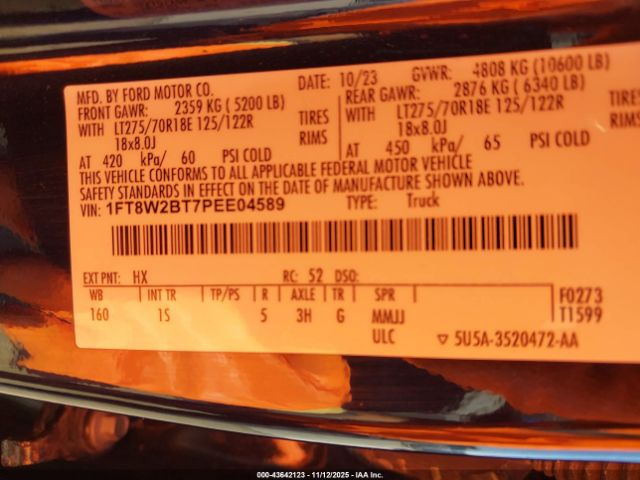 MFD. BY FORD MOTOR CO. DATE: 10/23 GVWR: 4808 KG (10600 LB)
FRONT GAWR: 2359 KG (5200 LB) REAR GAWR: 2876 KG (6340 LB)
WITH LT275/70R18E 125/122R TIRES WITH LT275/70R18E 125/122R TIRES
18x8.0J RIMS 18x8.0J RIMS
AT 420 kPa/ 60 PSI COLD AT 450 kPa/ 65 PSI COLD
THIS VEHICLE CONFORMS TO ALL APPLICABLE FEDERAL MOTOR VEHICLE
SAFETY STANDARDS IN EFFECT ON THE DATE OF MANUFACTURE SHOWN ABOVE.
VIN: 1FT8W2BT7PEE04589 TYPE: Truck
EXT PNT: HX RC: 52 DSO:
WB INT TR TP/PS R AXLE TR SPR F0273
160 1S 5 3H G MMJJ T1599
ULC ▽ 5U5A-3520472-AA
000-43642123 - 11/12/2025 - IAA Inc.